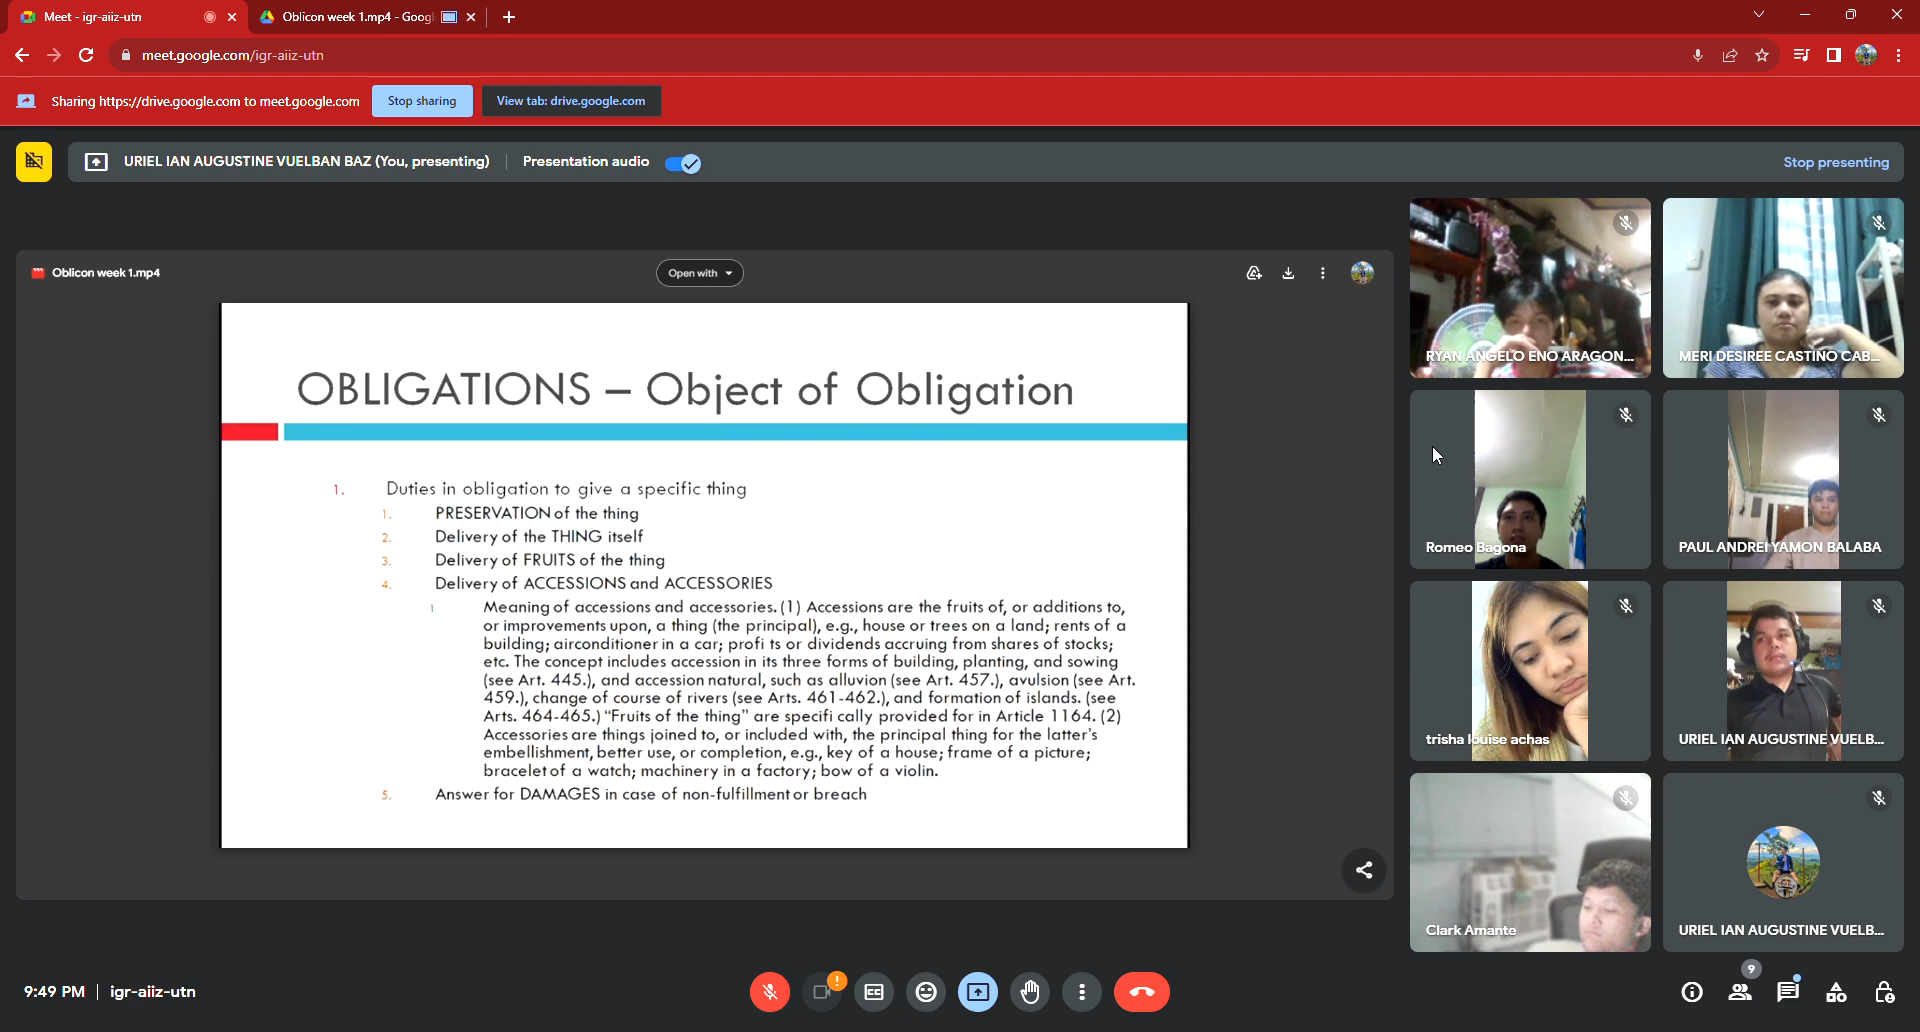 Meet - igr-aiiz-utn
Oblicon week 1.mp4 - Googl
meet.google.com/igr-aiiz-utn
Sharing https://drive.google.com to meet.google.com
Stop sharing
View tab: drive.google.com
URIEL IAN AUGUSTINE VUELBAN BAZ (You, presenting)
Presentation audio
Stop presenting
Oblicon week 1.mp4
Open with
OBLIGATIONS – Object of Obligation
1. Duties in obligation to give a specific thing
1. PRESERVATION of the thing
2. Delivery of the THING itself
3. Delivery of FRUITS of the thing
4. Delivery of ACCESSIONS and ACCESSORIES
1 Meaning of accessions and accessories. (1) Accessions are the fruits of, or additions to,
or improvements upon, a thing (the principal), e.g., house or trees on a land; rents of a
building; airconditioner in a car; profi ts or dividends accruing from shares of stocks;
etc. The concept includes accession in its three forms of building, planting, and sowing
(see Art. 445.), and accession natural, such as alluvion (see Art. 457.), avulsion (see Art.
459.), change of course of rivers (see Arts. 461-462.), and formation of islands. (see
Arts. 464-465.) “Fruits of the thing” are specifi cally provided for in Article 1164. (2)
Accessories are things joined to, or included with, the principal thing for the latter’s
embellishment, better use, or completion, e.g., key of a house; frame of a picture;
bracelet of a watch; machinery in a factory; bow of a violin.
5. Answer for DAMAGES in case of non-fulfillment or breach
RYAN ANGELO ENO ARAGON...
MERI DESIREE CASTINO CAB...
Romeo Bagona
PAUL ANDREI YAMON BALABA
trisha louise achas
URIEL IAN AUGUSTINE VUELB...
Clark Amante
URIEL IAN AUGUSTINE VUELB...
9:49 PM | igr-aiiz-utn
9